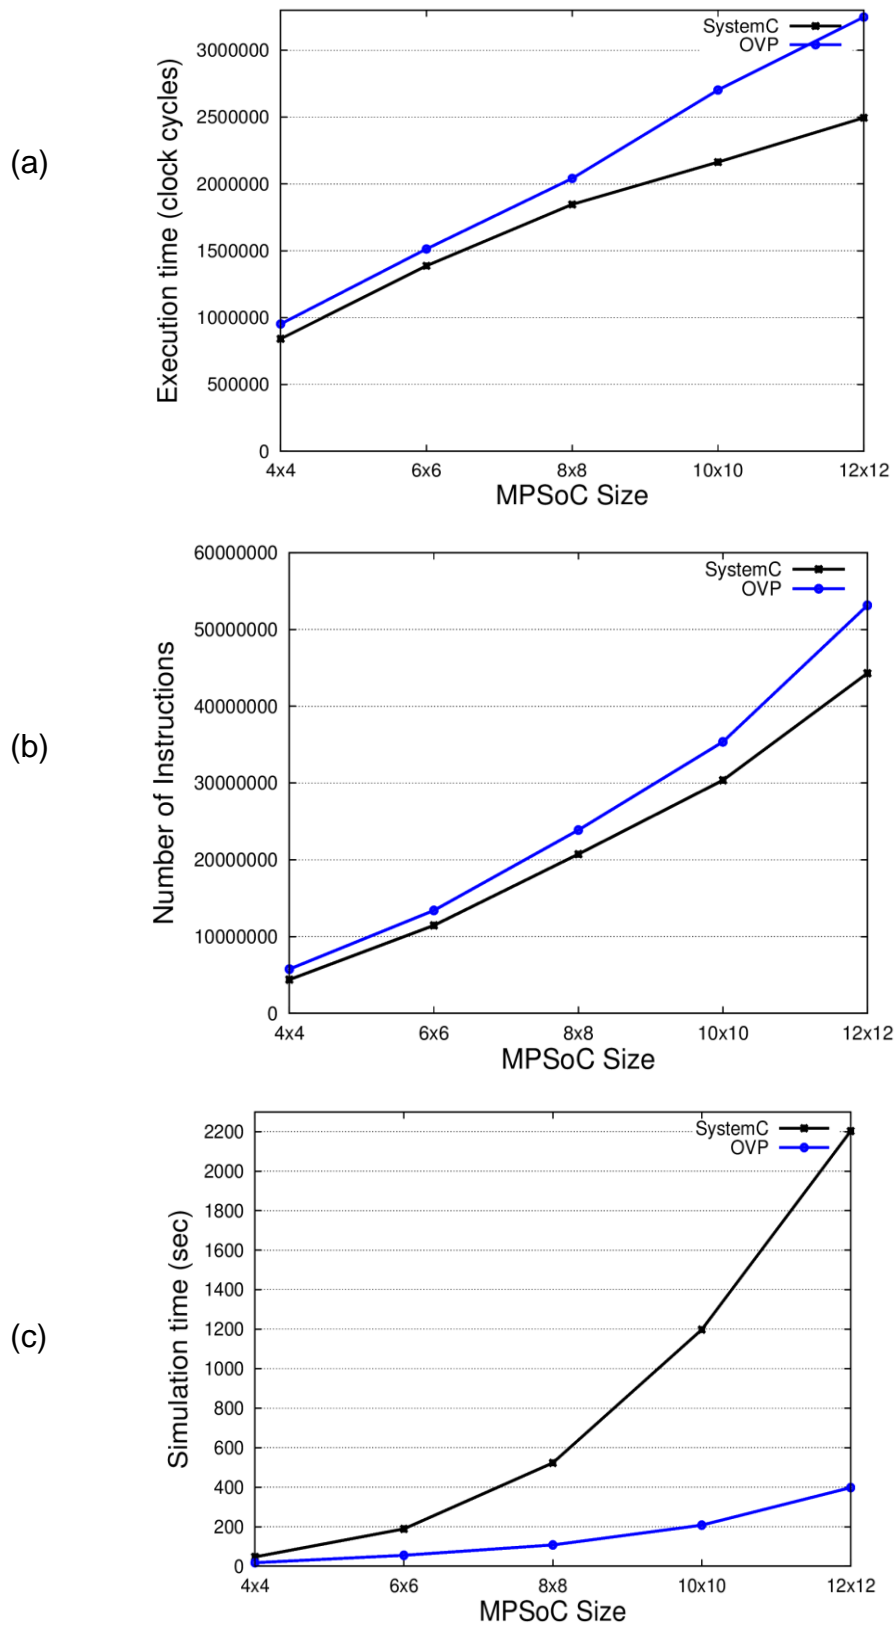 (a)
Execution time (clock cycles)
3000000
2500000
2000000
1500000
1000000
500000
0
SystemC
OVP
4x4 6x6 8x8 10x10 12x12
MPSoC Size
(b)
Number of Instructions
60000000
50000000
40000000
30000000
20000000
10000000
0
SystemC
OVP
4x4 6x6 8x8 10x10 12x12
MPSoC Size
(c)
Simulation time (sec)
2200
2000
1800
1600
1400
1200
1000
800
600
400
200
0
SystemC
OVP
4x4 6x6 8x8 10x10 12x12
MPSoC Size